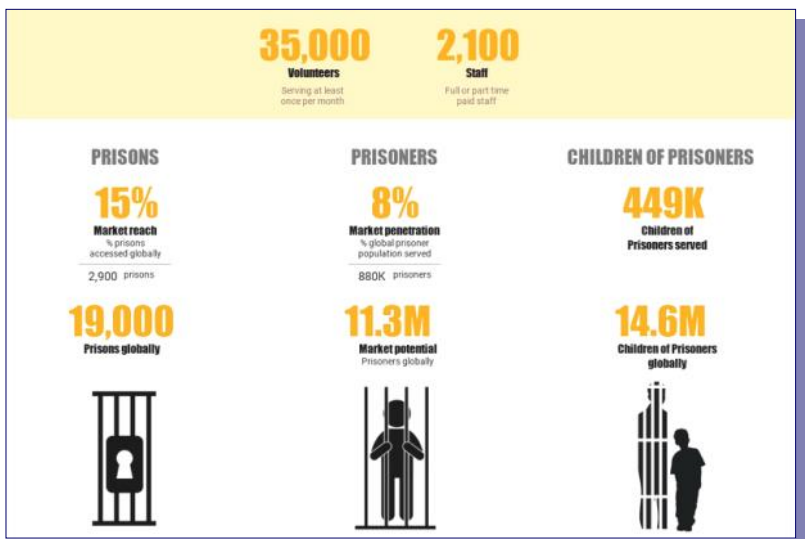 35,000
Volunteers
Serving at least
once per month
2,100
Staff
Full or part time
paid staff
PRISONS
15%
Market reach
% prisons
accessed globally
2,900 prisons
19,000
Prisons globally
PRISONERS
8%
Market penetration
% global prisoner
population served
880K prisoners
11.3M
Market potential
Prisoners globally
CHILDREN OF PRISONERS
449K
Children of
Prisoners served
14.6M
Children of Prisoners
globally